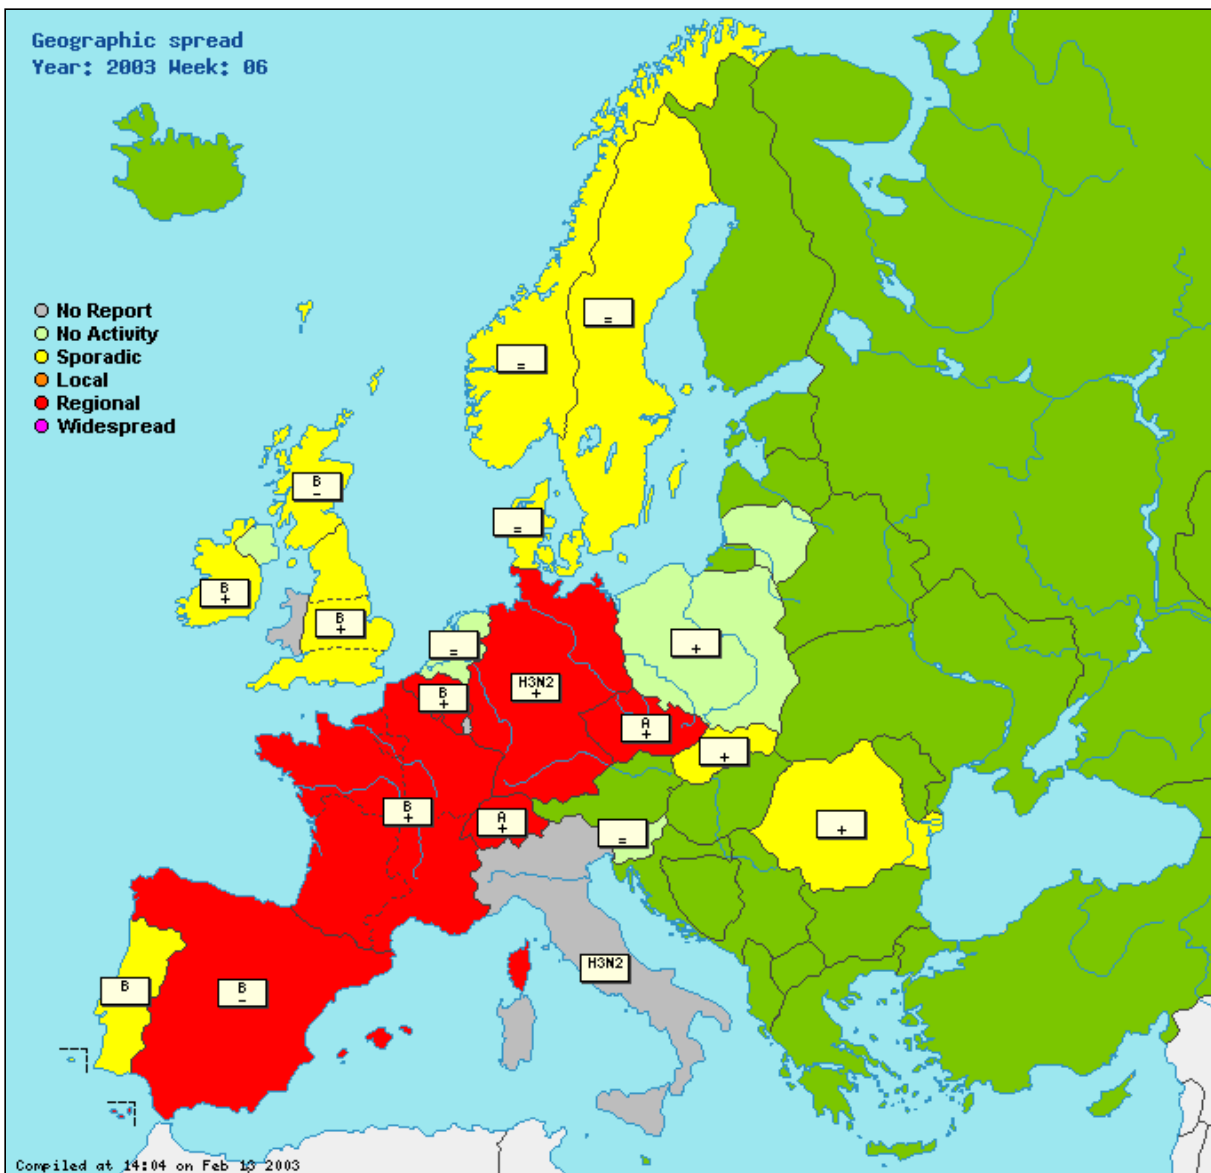 Geographic spread
Year: 2003 Week: 06
No Report
No Activity
Sporadic
Local
Regional
Widespread
=
=
B
-
=
B
+
B
+
=
+
H3N2
+
B
+
A
+
+
B
+
A
+
=
+
H3N2
B
B
-
Compiled at 14:04 on Feb 13 2003